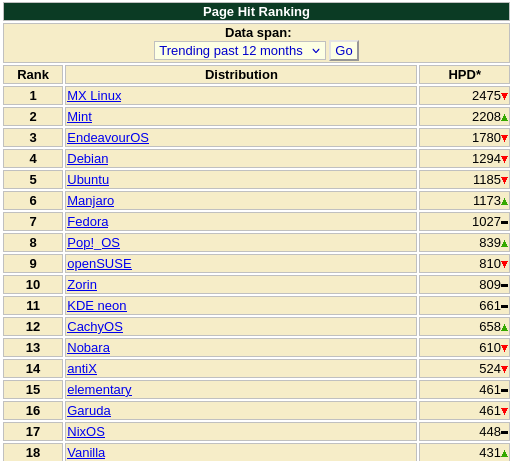 Page Hit Ranking
Data span:
Trending past 12 months Go
Rank Distribution HPD*
1 MX Linux 2475
2 Mint 2208
3 EndeavourOS 1780
4 Debian 1294
5 Ubuntu 1185
6 Manjaro 1173
7 Fedora 1027
8 Pop!_OS 839
9 openSUSE 810
10 Zorin 809
11 KDE neon 661
12 CachyOS 658
13 Nobara 610
14 antiX 524
15 elementary 461
16 Garuda 461
17 NixOS 448
18 Vanilla 431